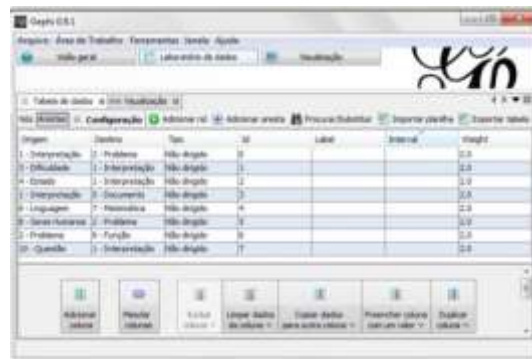 Gephi 0.8.1
Arquivo Área de Trabalho Ferramentas Janela Ajuda
Visão geral Laboratório de dados Visualização
Tabela de dados Visualização
Nós Arestas Configuração Adicionar nó Adicionar aresta Procurar/Substituir Importar planilha Exportar tabela
Origem Destino Tipo Id Label Interval Weight
1 - Interpretação 2 - Problema Não dirigido 0 2.0
3 - Dificuldade 1 - Interpretação Não dirigido 1 2.0
4 - Estado 1 - Interpretação Não dirigido 2 2.0
1 - Interpretação 5 - Documento Não dirigido 3 2.0
6 - Linguagem 7 - Matemática Não dirigido 4 2.0
8 - Seres Humanos 2 - Problema Não dirigido 5 2.0
2 - Problema 9 - Função Não dirigido 6 2.0
10 - Questão 1 - Interpretação Não dirigido 7 2.0
Adicionar coluna Mesclar colunas Excluir coluna Limpar dados da coluna Copiar dados para outra coluna Preencher coluna com um valor Duplicar coluna